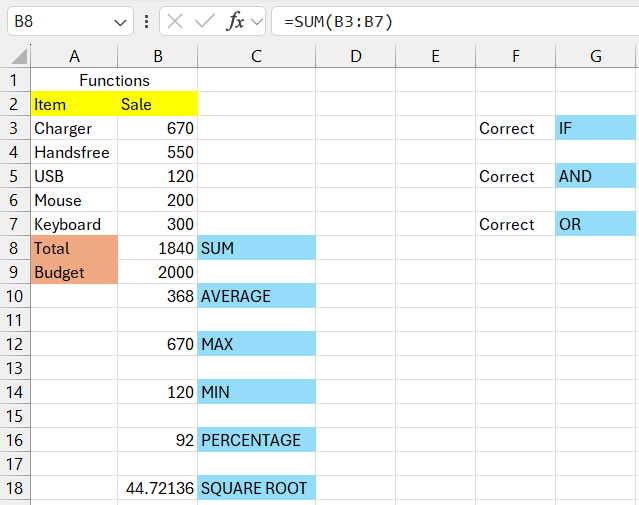 B8 fx =SUM(B3:B7)
A B C D E F G
1 Functions
2 Item Sale
3 Charger 670 Correct IF
4 Handsfree 550
5 USB 120 Correct AND
6 Mouse 200
7 Keyboard 300 Correct OR
8 Total 1840 SUM
9 Budget 2000
10 368 AVERAGE
11
12 670 MAX
13
14 120 MIN
15
16 92 PERCENTAGE
17
18 44.72136 SQUARE ROOT